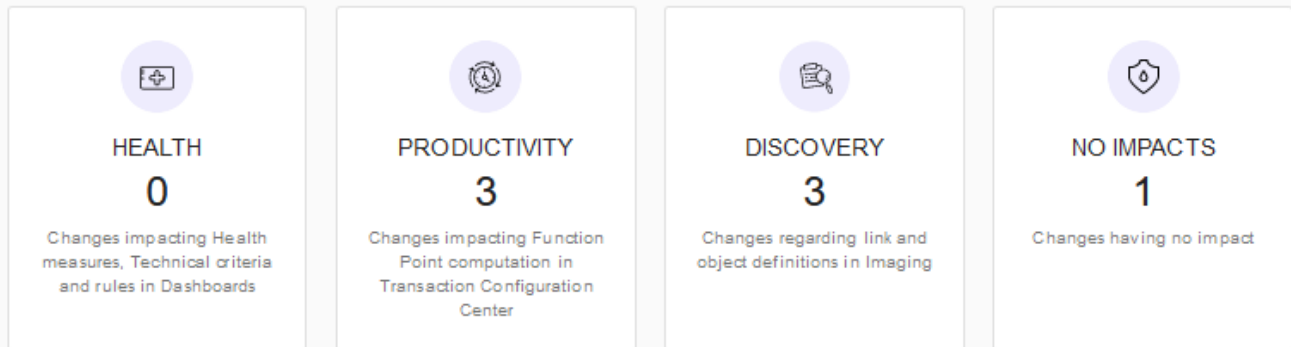 HEALTH
0
Changes impacting Health
measures, Technical criteria
and rules in Dashboards
PRODUCTIVITY
3
Changes impacting Function
Point computation in
Transaction Configuration
Center
DISCOVERY
3
Changes regarding link and
object definitions in Imaging
NO IMPACTS
1
Changes having no impact